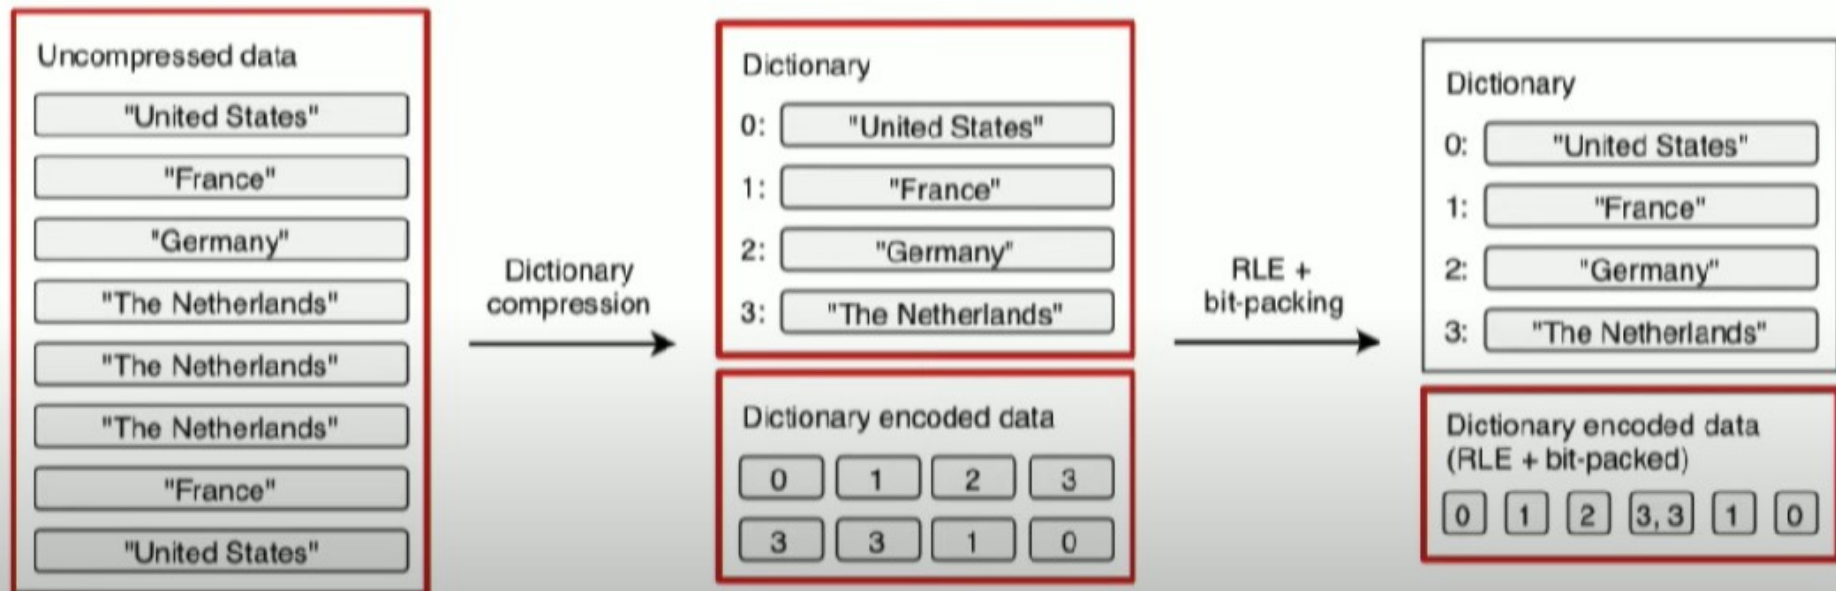 Uncompressed data
"United States"
"France"
"Germany"
"The Netherlands"
"The Netherlands"
"The Netherlands"
"France"
"United States"
Dictionary
compression
Dictionary
0: "United States"
1: "France"
2: "Germany"
3: "The Netherlands"
Dictionary encoded data
0 1 2 3
3 3 1 0
RLE +
bit-packing
Dictionary
0: "United States"
1: "France"
2: "Germany"
3: "The Netherlands"
Dictionary encoded data
(RLE + bit-packed)
0 1 2 3, 3 1 0